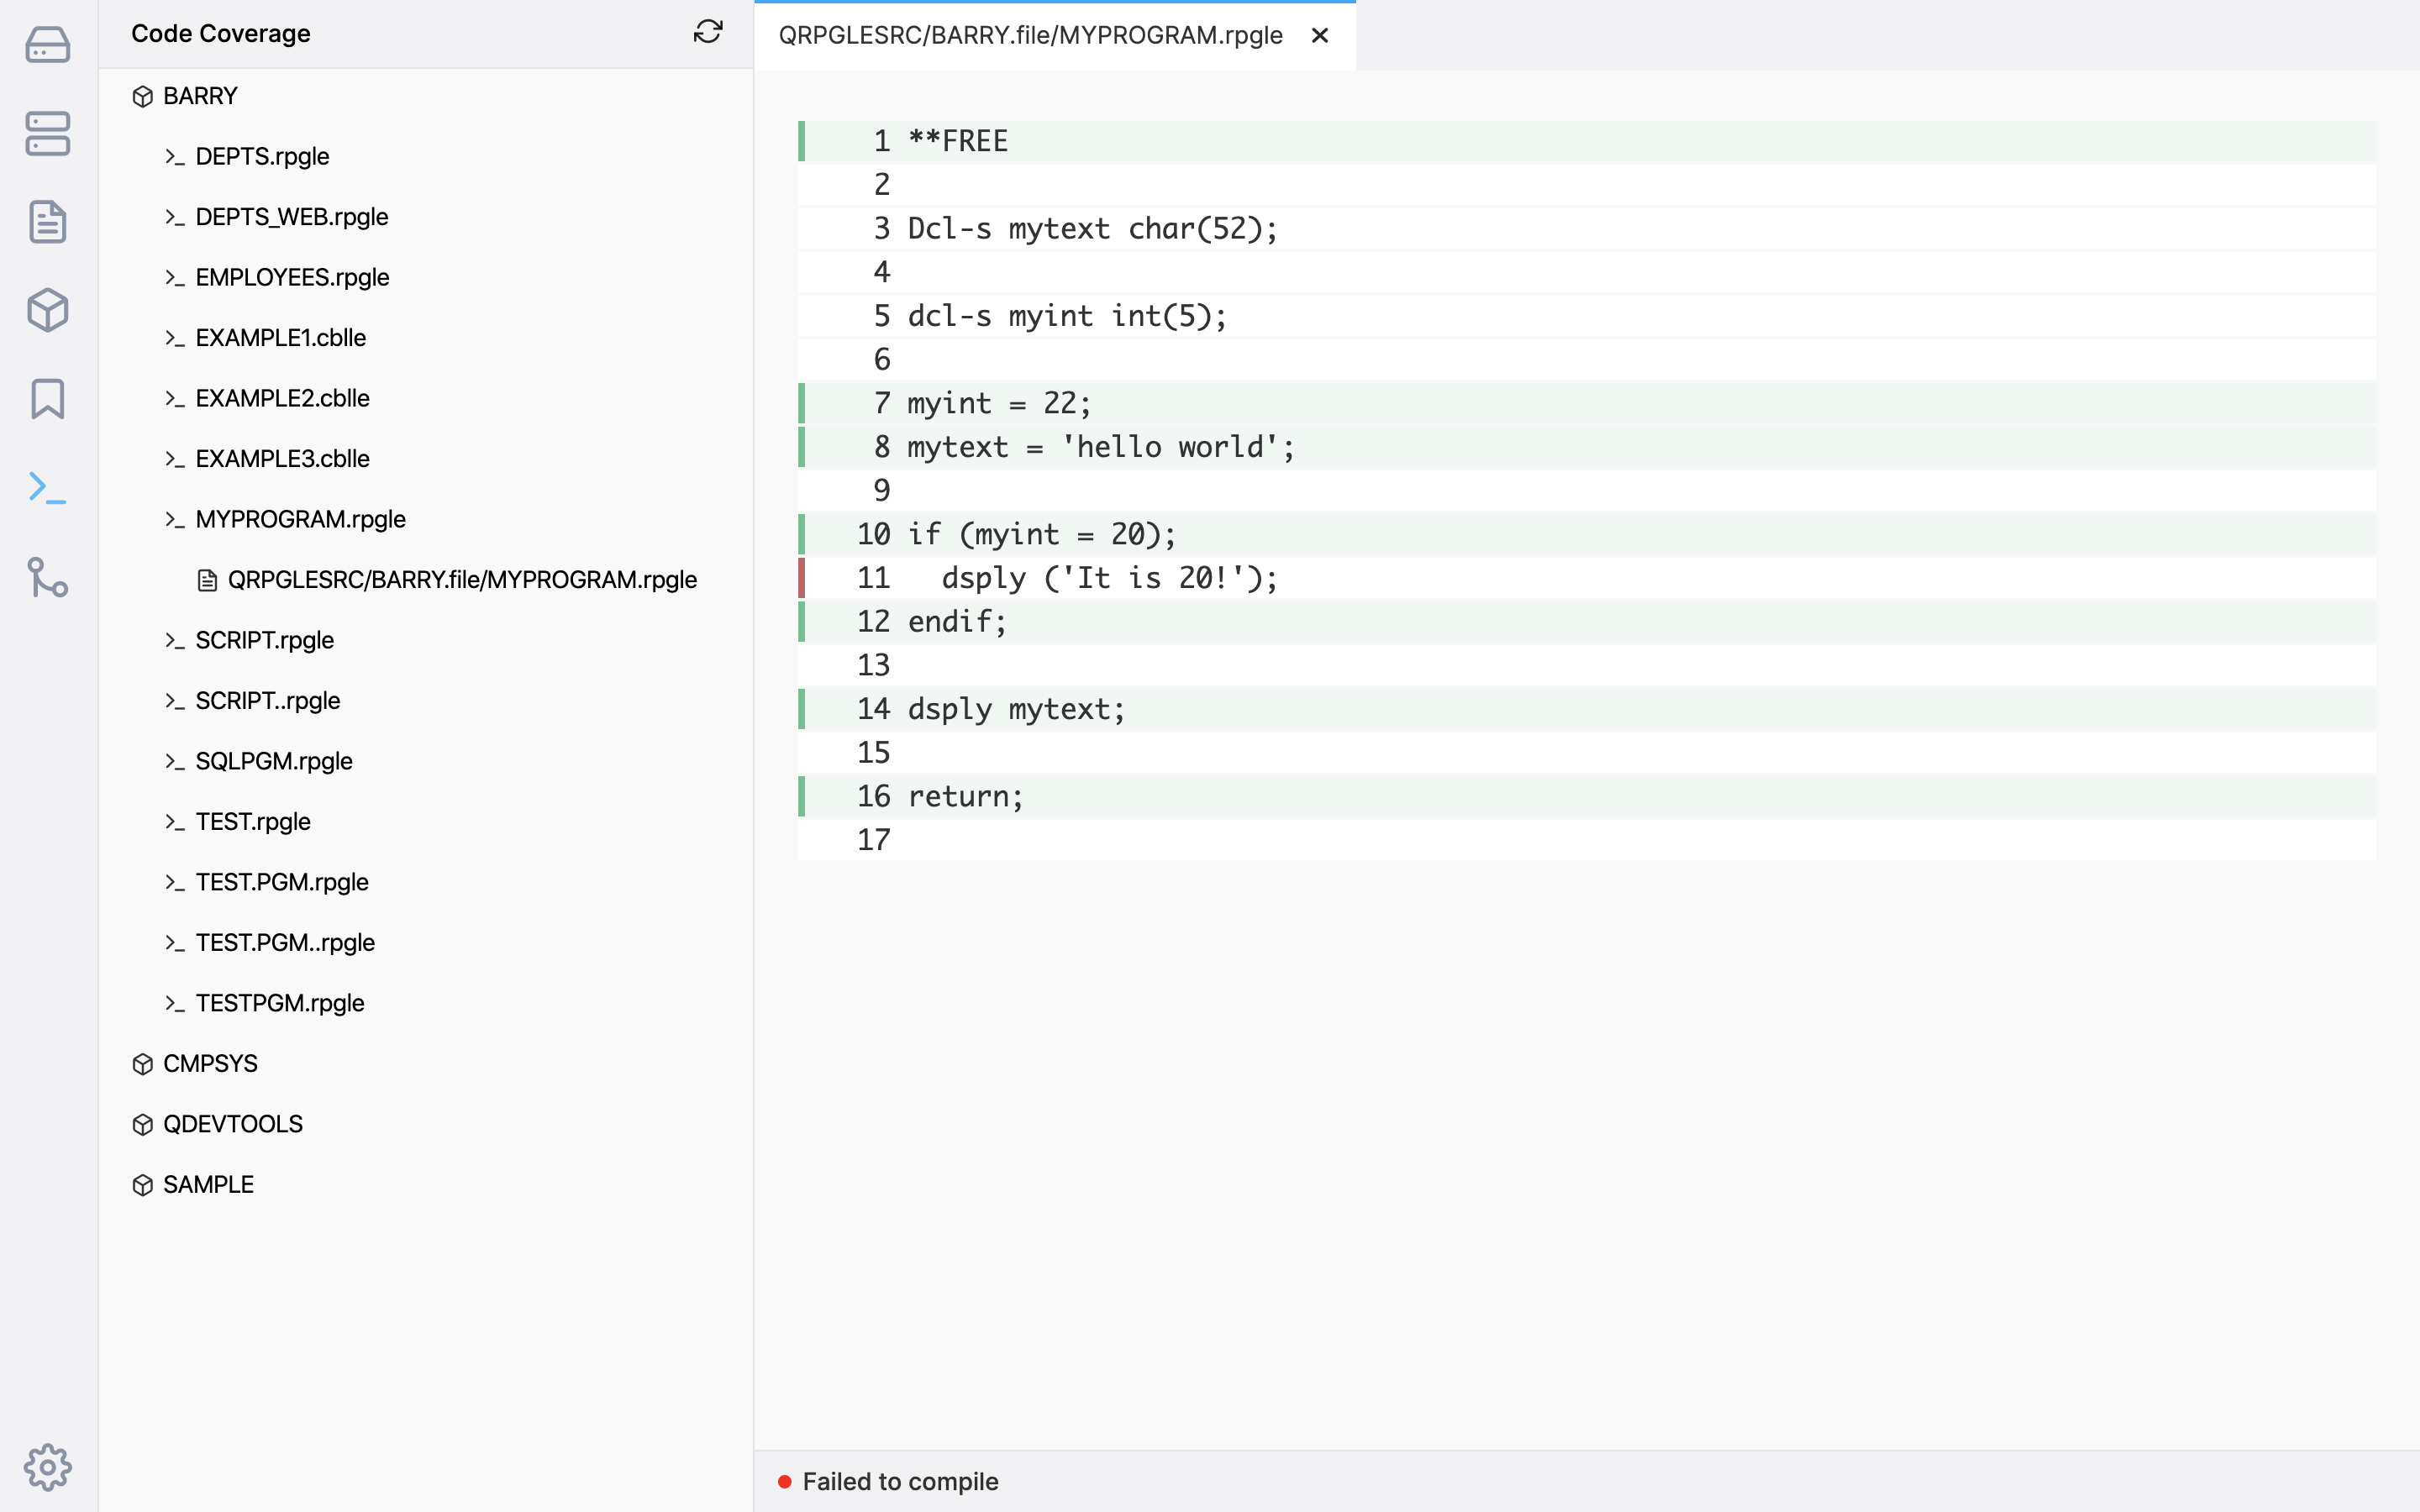 Code Coverage
BARRY
DEPTS.rpgle
DEPTS_WEB.rpgle
EMPLOYEES.rpgle
EXAMPLE1.cblle
EXAMPLE2.cblle
EXAMPLE3.cblle
MYPROGRAM.rpgle
QRPGLESRC/BARRY.file/MYPROGRAM.rpgle
SCRIPT.rpgle
SCRIPT..rpgle
SQLPGM.rpgle
TEST.rpgle
TEST.PGM.rpgle
TEST.PGM..rpgle
TESTPGM.rpgle
CMPSYS
QDEVTOOLS
SAMPLE
QRPGLESRC/BARRY.file/MYPROGRAM.rpgle
1 **FREE
2
3 Dcl-s mytext char(52);
4
5 dcl-s myint int(5);
6
7 myint = 22;
8 mytext = 'hello world';
9
10 if (myint = 20);
11   dsply ('It is 20!');
12 endif;
13
14 dsply mytext;
15
16 return;
17
Failed to compile